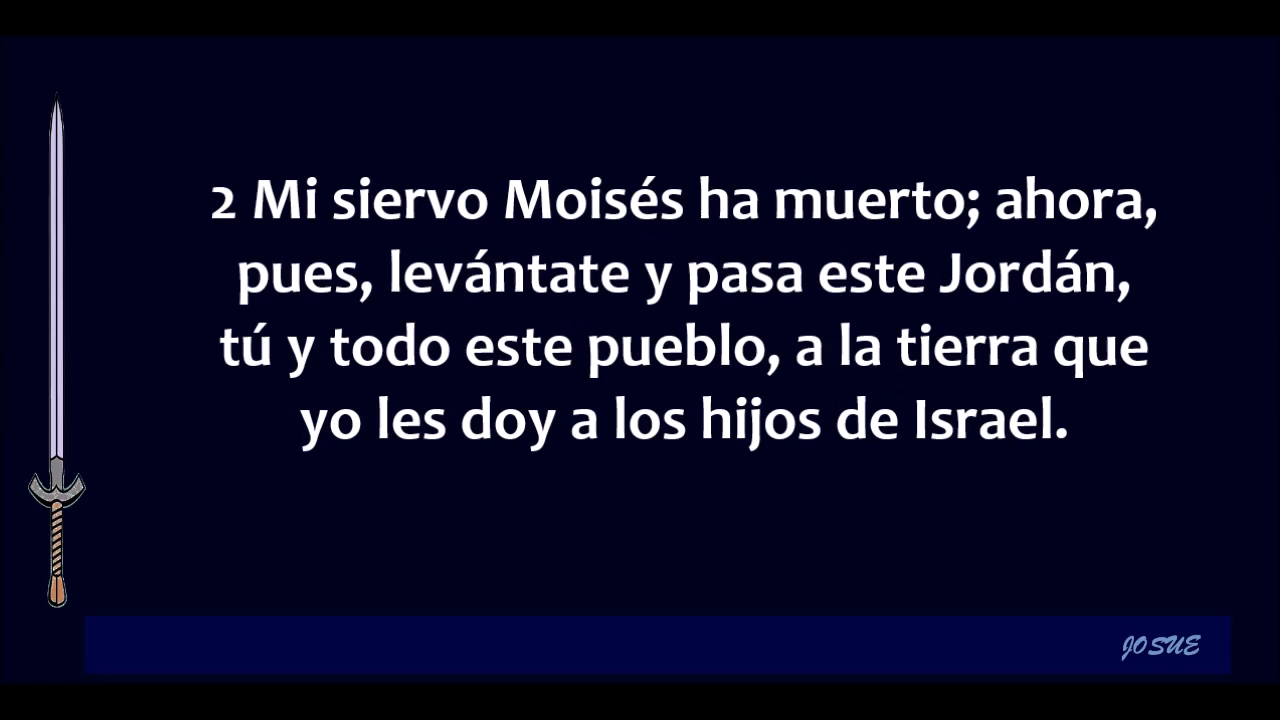 2 Mi siervo Moisés ha muerto; ahora,
pues, levántate y pasa este Jordán,
tú y todo este pueblo, a la tierra que
yo les doy a los hijos de Israel.
JOSUE